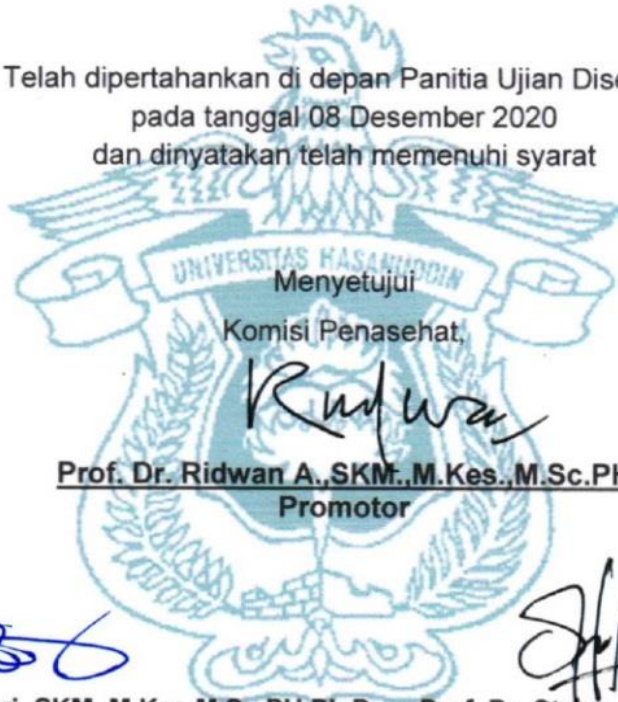 Telah dipertahankan di depan Panitia Ujian
pada tanggal 08 Desember 2020
dan dinyatakan telah memenuhi syarat
UNIVERSITAS HASANUDDIN
Menyetujui
Komisi Penasehat,
Prof. Dr. Ridwan A.,SKM.,M.Kes.,M.Sc.PH
Promotor